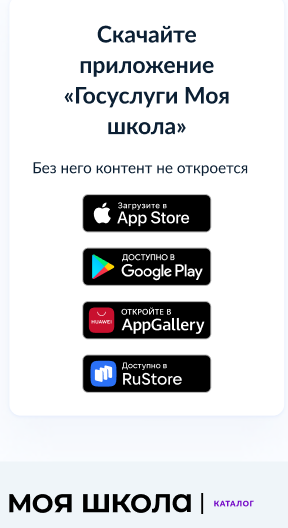 Скачайте
приложение
«Госуслуги Моя
школа»
Без него контент не откроется
Загрузите в
App Store
ДОСТУПНО В
Google Play
HUAWEI
ОТКРОЙТЕ В
AppGallery
Доступно в
RuStore
моя школа | КАТАЛОГ